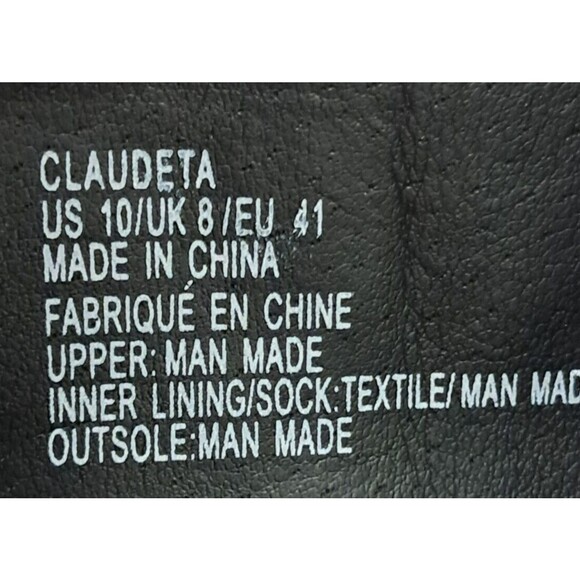 CLAUDETA
US 10/UK 8/EU 41
MADE IN CHINA
FABRIQUÉ EN CHINE
UPPER: MAN MADE
INNER LINING/SOCK:TEXTILE/MAN MAD
OUTSOLE:MAN MADE